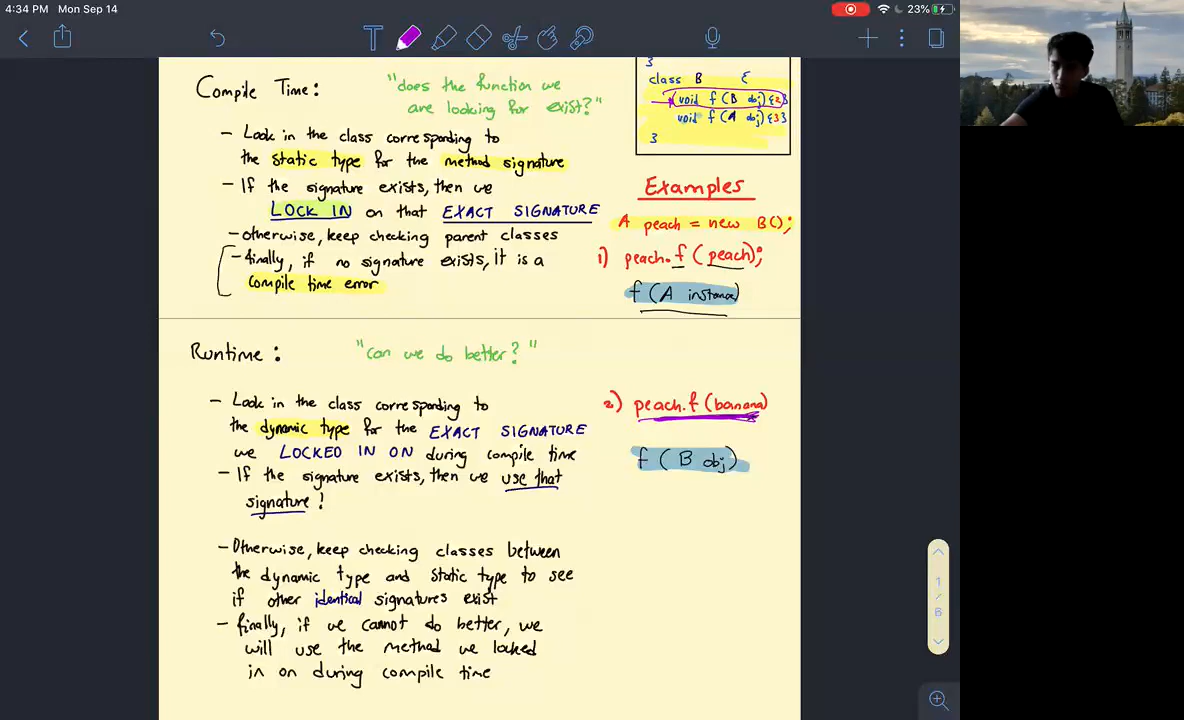 4:34 PM Mon Sep 14
23%
Compile Time:
"does the function we
are looking for exist?"
- Look in the class corresponding to
the static type for the method signature
- If the signature exists, then we
LOCK IN on that EXACT SIGNATURE
- otherwise, keep checking parent classes
- finally, if no signature exists, it is a
compile time error
}
class B {
void f (B obj) {2}
void f (A obj) {3}
}
Examples
A peach = new B();
1) peach.f (peach);
f (A instance)
Runtime:
"can we do better?"
- Look in the class corresponding to
the dynamic type for the EXACT SIGNATURE
we LOCKED IN ON during compile time
- If the signature exists, then we use that
signature!
- Otherwise, keep checking classes between
the dynamic type and static type to see
if other identical signatures exist
- finally, if we cannot do better, we
will use the method we locked
in on during compile time
2) peach.f (banana)
f (B obj)
1
/
8